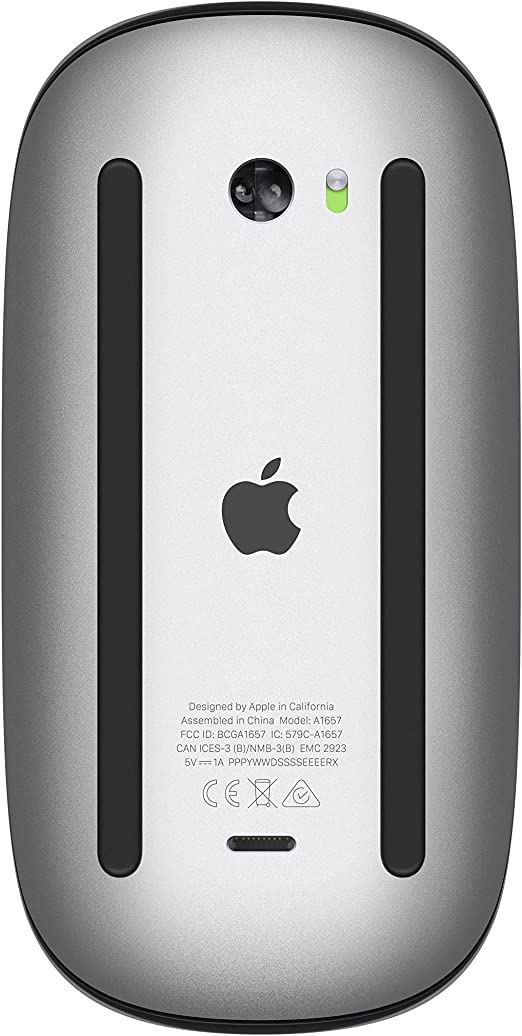 Designed by Apple in California
Assembled in China Model: A1657
FCC ID: BCGA1657 IC: 579C-A1657
CAN ICES-3 (B)/NMB-3(B) EMC 2923
5V⎓1A PPPYWWDSSSSEEEERX
CE